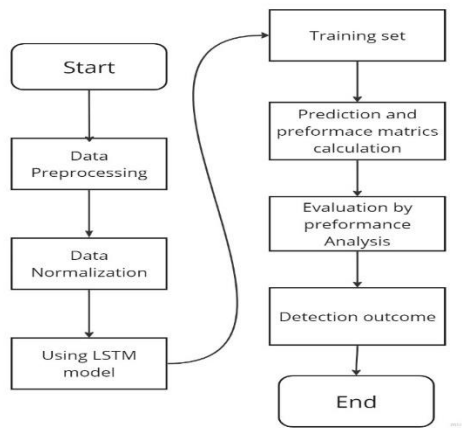 Start
Data
Preprocessing
Data
Normalization
Using LSTM
model
Training set
Prediction and
preformace matrics
calculation
Evaluation by
preformance
Analysis
Detection outcome
End